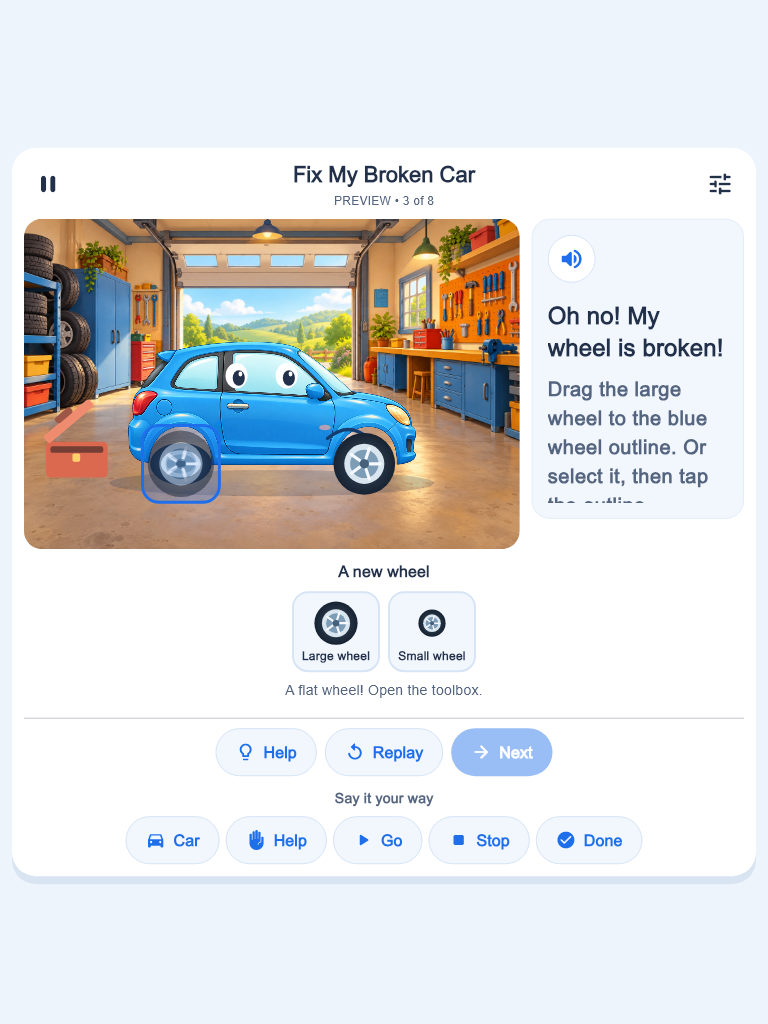 Fix My Broken Car
PREVIEW • 3 of 8
Oh no! My
wheel is broken!
Drag the large
wheel to the blue
wheel outline. Or
select it, then tap
the outline
A new wheel
Large wheel
Small wheel
A flat wheel! Open the toolbox.
Help
Replay
Next
Say it your way
Car
Help
Go
Stop
Done